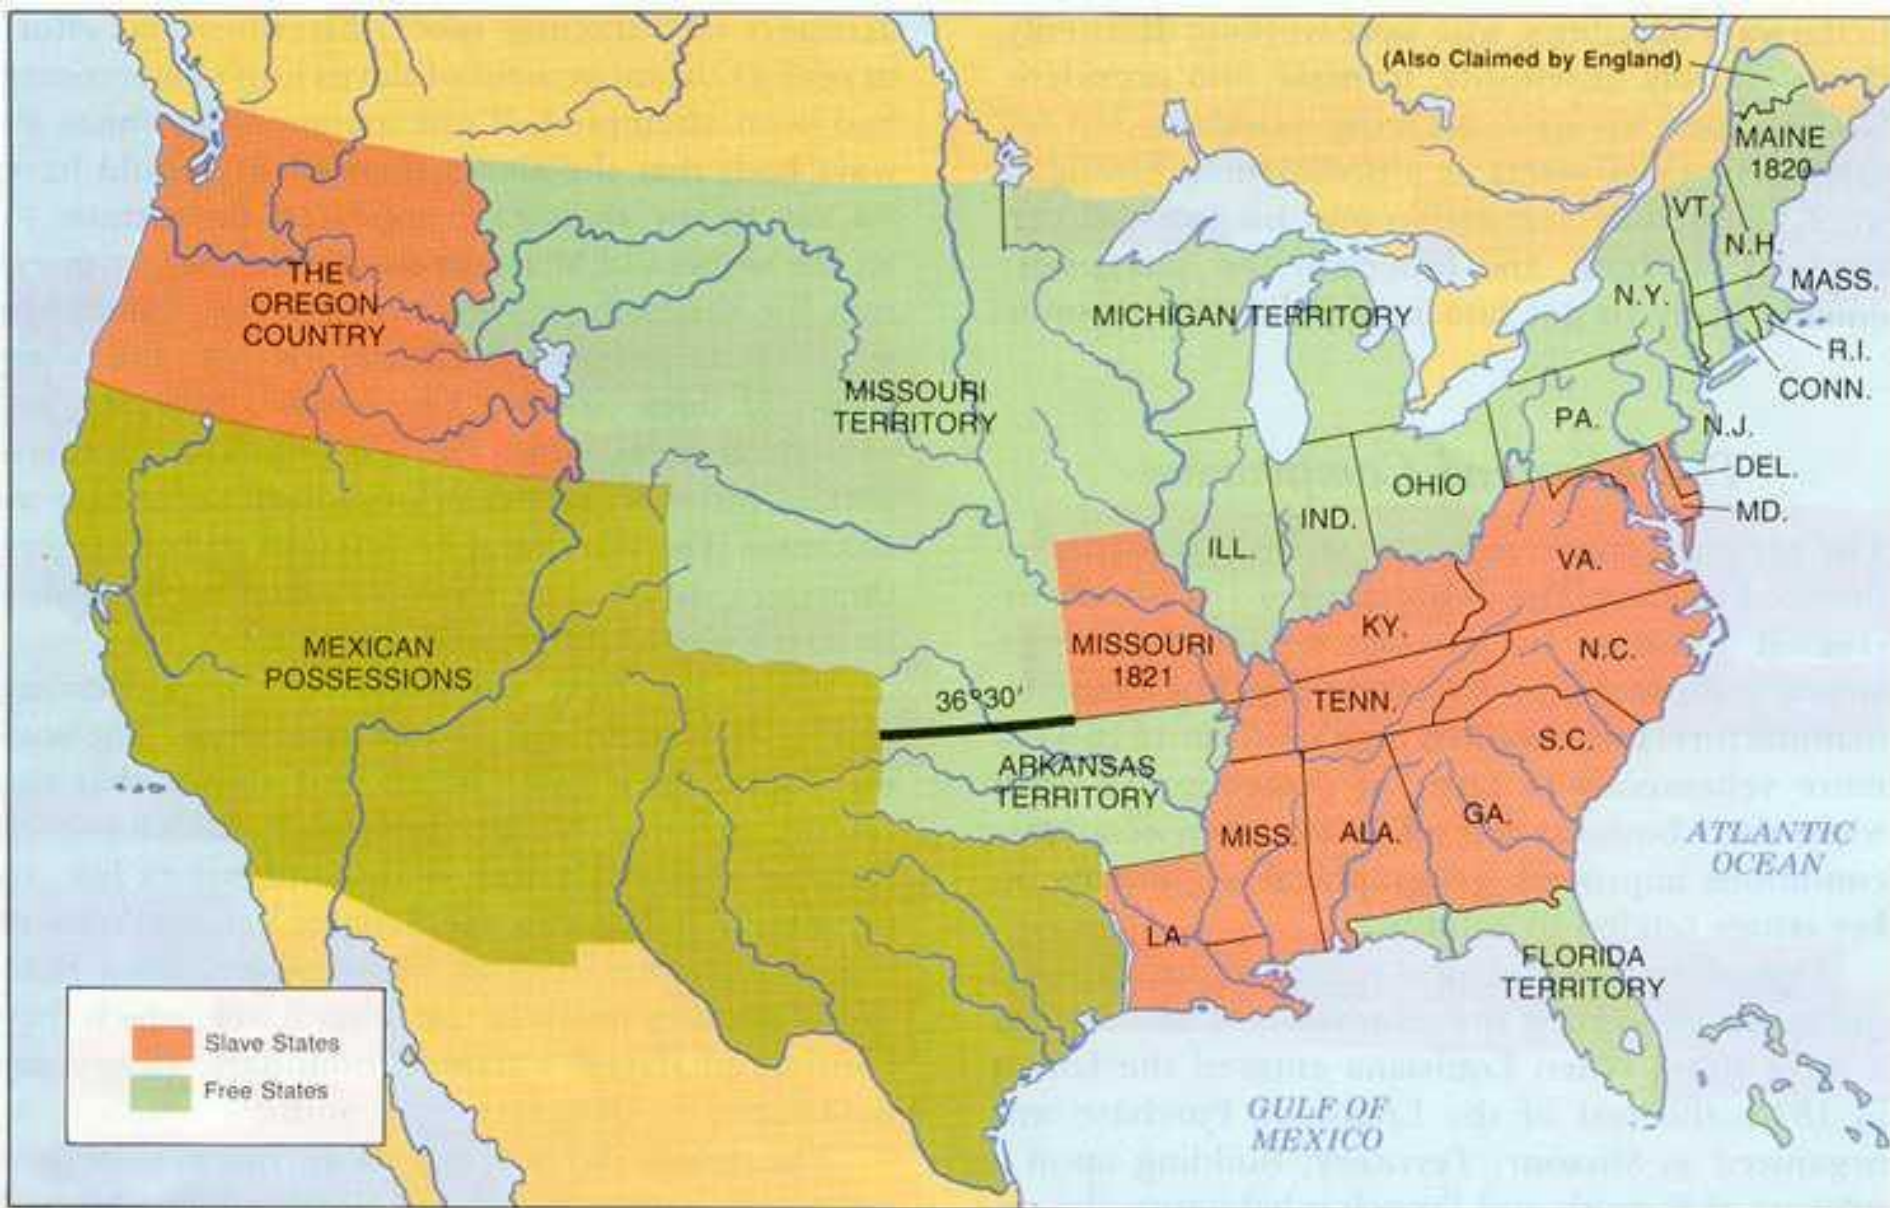 (Also Claimed by England)
MAINE
1820
VT.
N.H.
MASS.
N.Y.
R.I.
CONN.
THE
OREGON
COUNTRY
MICHIGAN TERRITORY
MISSOURI
TERRITORY
PA.
N.J.
DEL.
MD.
OHIO
IND.
ILL.
VA.
KY.
MEXICAN
POSSESSIONS
MISSOURI
1821
N.C.
TENN.
36°30'
S.C.
ARKANSAS
TERRITORY
MISS.
ALA.
GA.
ATLANTIC
OCEAN
LA.
FLORIDA
TERRITORY
Slave States
Free States
GULF OF
MEXICO